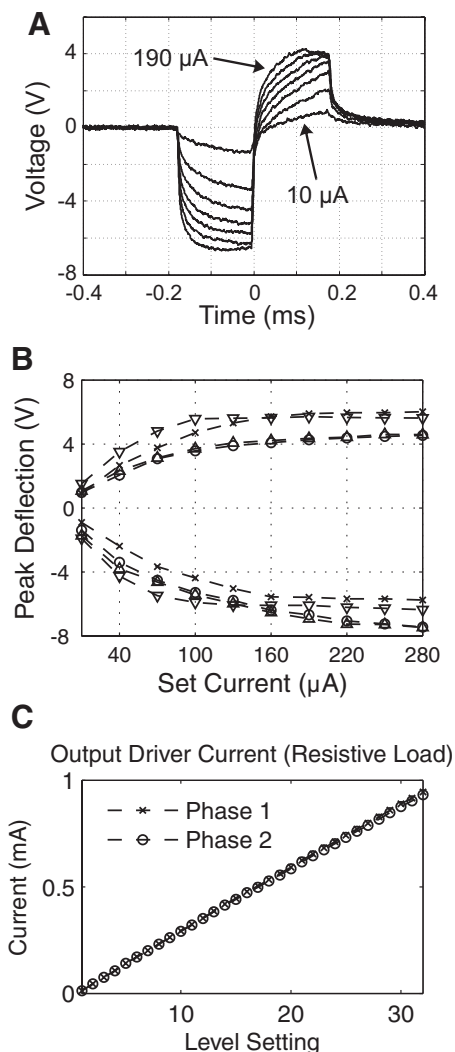 A
190 µA
10 µA
Voltage (V)
4
0
-4
-8
-0.4
-0.2
0
0.2
0.4
Time (ms)
B
Peak Deflection (V)
8
4
0
-4
-8
40
100
160
220
280
Set Current (µA)
C
Output Driver Current (Resistive Load)
Phase 1
Phase 2
Current (mA)
1
0.5
0
10
20
30
Level Setting